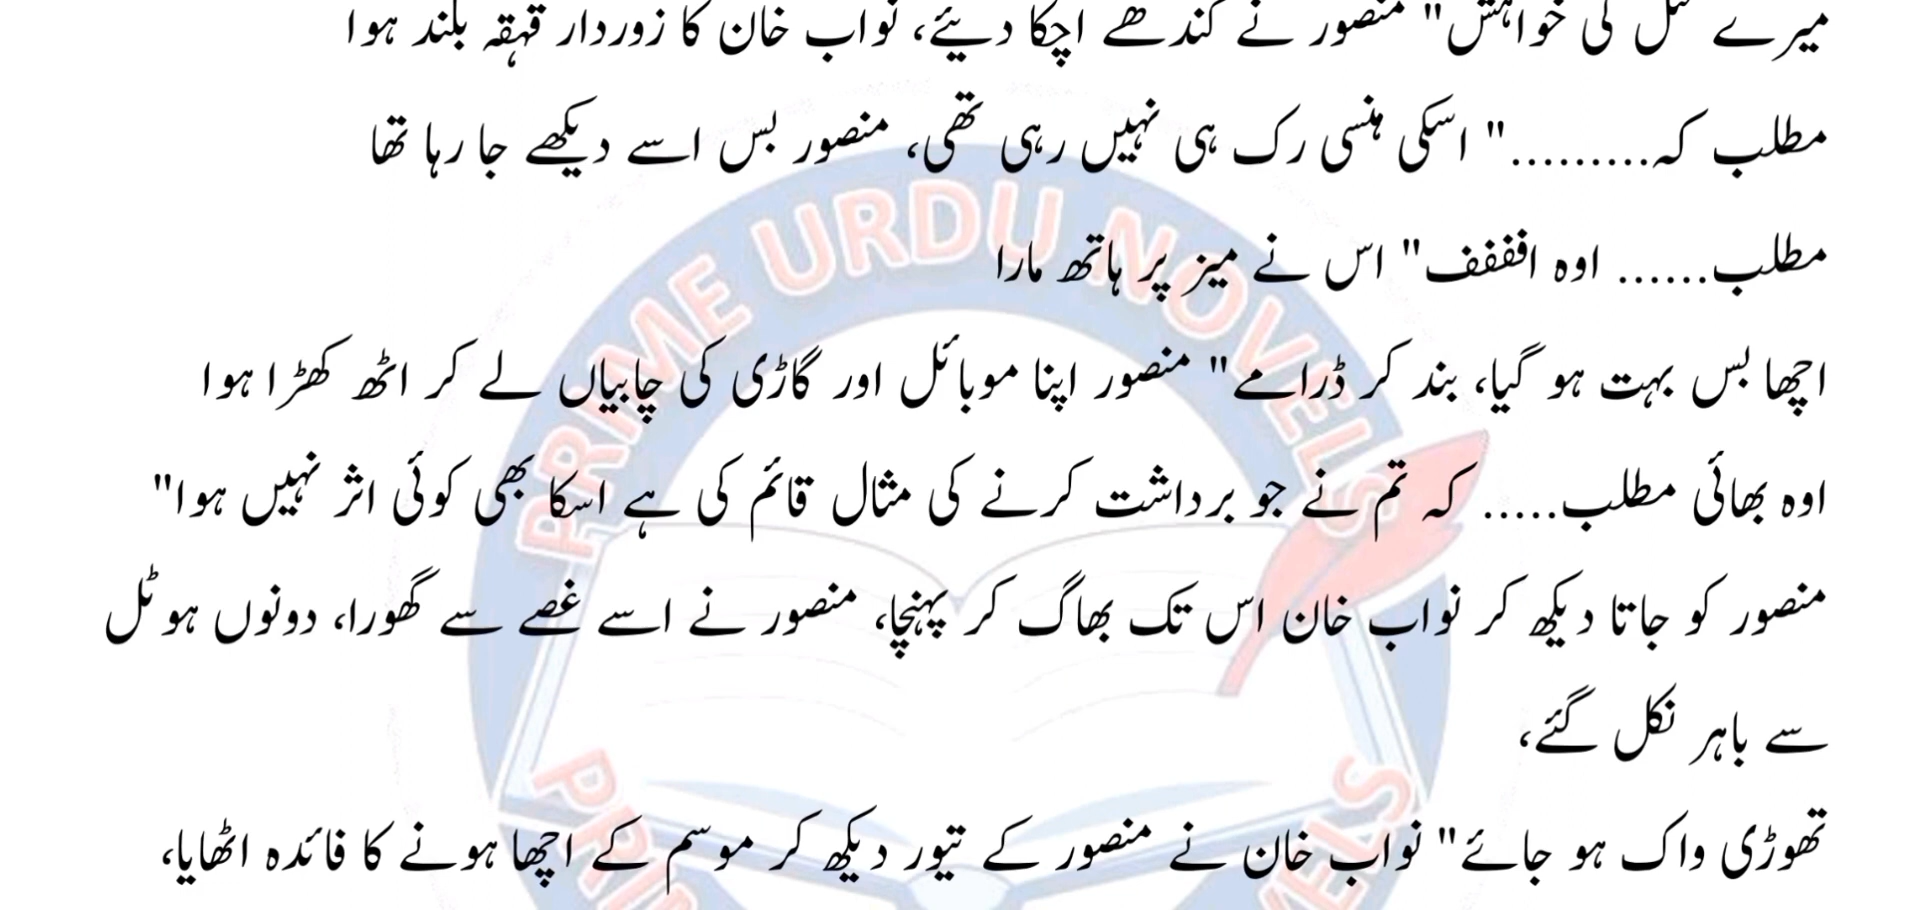 میرے قتل کی خواہش" منصور نے کندھے اچکا دیئے، نواب خان کا زوردار قہقہ بلند ہوا
مطلب کہ.........." اسکی ہنسی رک ہی نہیں رہی تھی، منصور بس اسے دیکھے جا رہا تھا
مطلب...... اوہ اففففف" اس نے میز پر ہاتھ مارا
اچھا بس بہت ہو گیا، بند کر ڈرامے" منصور اپنا موبائل اور گاڑی کی چابیاں لے کر اٹھ کھڑا ہوا
اوہ بھائی مطلب..... کہ تم نے جو برداشت کرنے کی مثال قائم کی ہے اسکا بھی کوئی اثر نہیں ہوا"
منصور کو جاتا دیکھ کر نواب خان اس تک بھاگ کر پہنچا، منصور نے اسے غصے سے گھورا، دونوں ہوٹل
سے باہر نکل گئے،
تھوڑی واک ہو جائے" نواب خان نے منصور کے تیور دیکھ کر موسم کے اچھا ہونے کا فائدہ اٹھایا،
PRIME URDU NOVELS